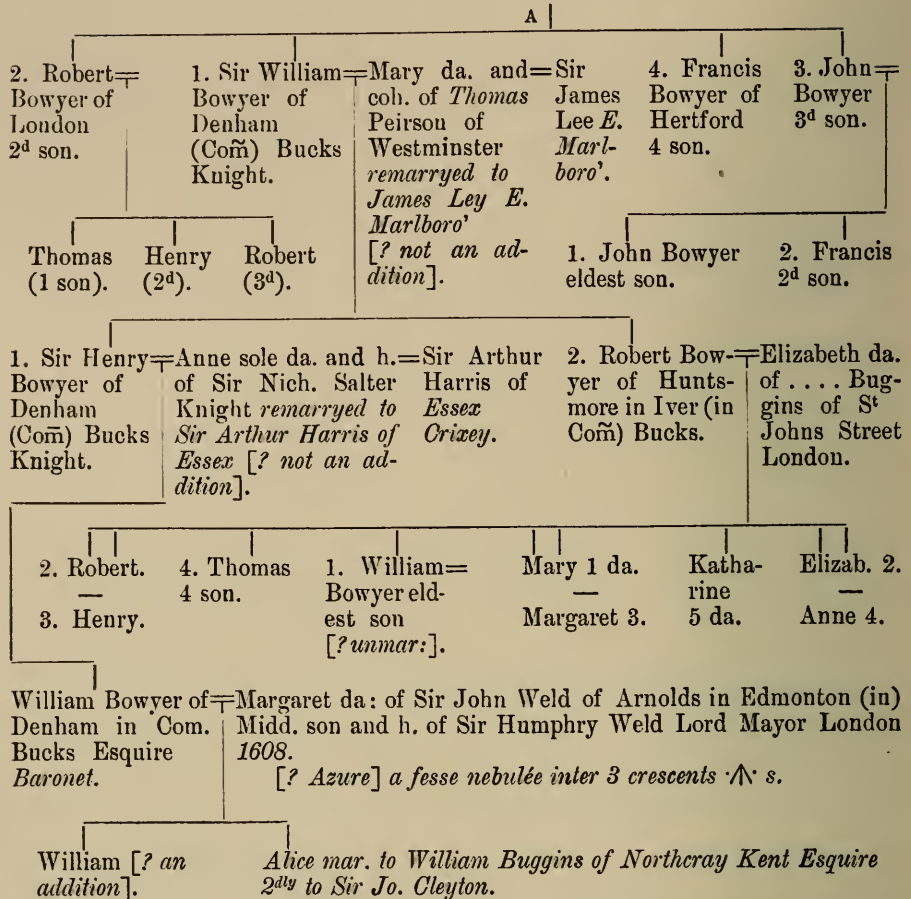 A
2. Robert=
Bowyer of
London
2d son.
1. Sir William=
Bowyer of
Denham
(Com̃) Bucks
Knight.
Mary da. and=
coh. of Thomas
Peirson of
Westminster
remarryed to
James Ley E.
Marlboro'
[? not an ad-
dition].
Sir
James
Lee E.
Marl-
boro'.
4. Francis
Bowyer of
Hertford
4 son.
3. John=
Bowyer
3d son.
Thomas
(1 son).
Henry
(2d).
Robert
(3d).
1. John Bowyer
eldest son.
2. Francis
2d son.
1. Sir Henry=
Bowyer of
Denham
(Com̃) Bucks
Knight.
Anne sole da. and h.=
of Sir Nich. Salter
Knight remarryed to
Sir Arthur Harris of
Essex [? not an ad-
dition].
Sir Arthur
Harris of
Essex
Crixey.
2. Robert Bow-=
yer of Hunts-
more in Iver (in
Com̃) Bucks.
Elizabeth da.
of .... Bug-
gins of St
Johns Street
London.
2. Robert.
—
3. Henry.
4. Thomas
4 son.
1. William=
Bowyer eld-
est son
[? unmar:].
Mary 1 da.
—
Margaret 3.
Katha-
rine
5 da.
Elizab. 2.
—
Anne 4.
William Bowyer of=
Denham in Com.
Bucks Esquire
Baronet.
Margaret da: of Sir John Weld of Arnolds in Edmonton (in)
Midd. son and h. of Sir Humphry Weld Lord Mayor London
1608.
[? Azure] a fesse nebulée inter 3 crescents s.
William [? an
addition].
Alice mar. to William Buggins of Northcray Kent Esquire
2dly to Sir Jo. Cleyton.